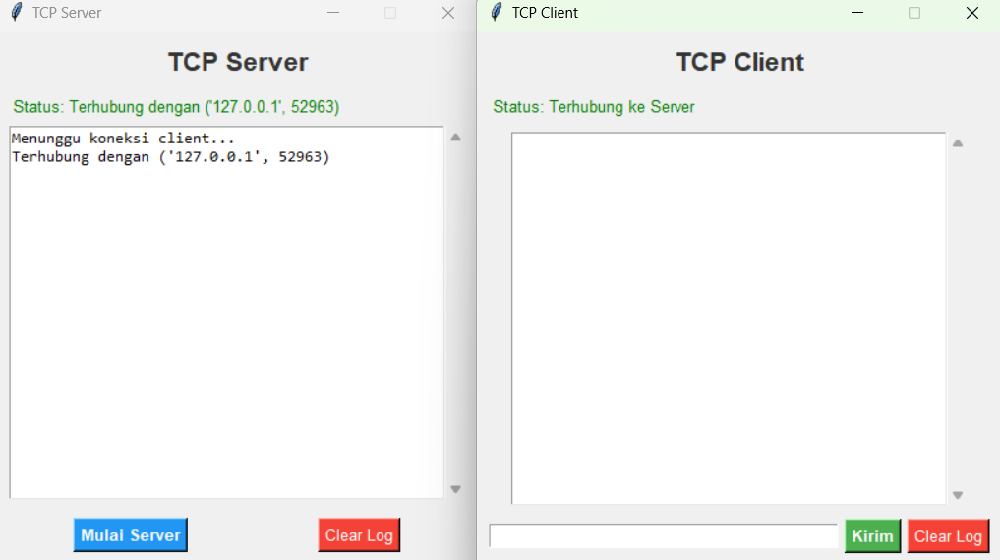 TCP Server
TCP Server
Status: Terhubung dengan ('127.0.0.1', 52963)
Menunggu koneksi client...
Terhubung dengan ('127.0.0.1', 52963)
Mulai Server
Clear Log
TCP Client
TCP Client
Status: Terhubung ke Server
Kirim
Clear Log